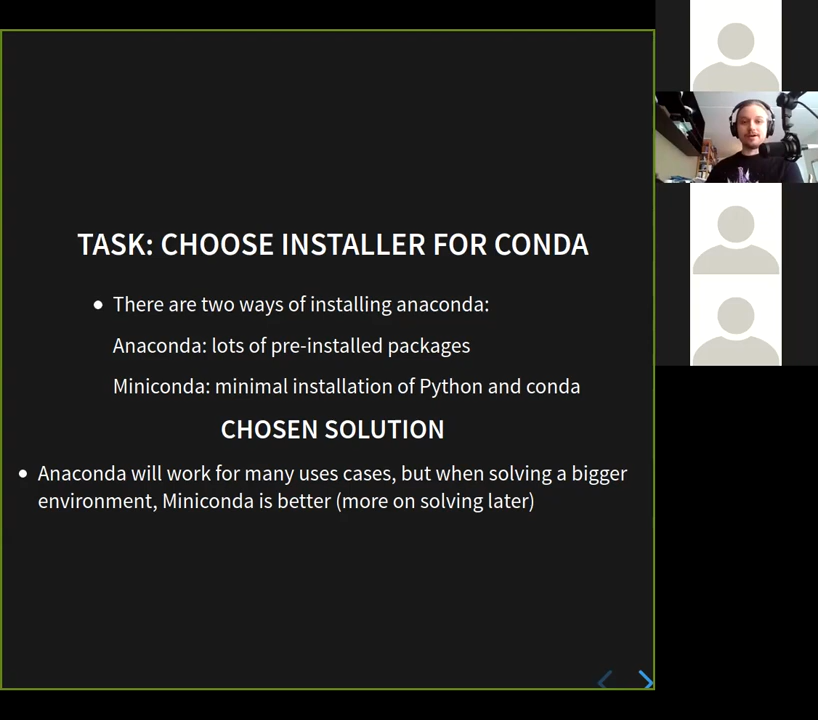 TASK: CHOOSE INSTALLER FOR CONDA
There are two ways of installing anaconda:
Anaconda: lots of pre-installed packages
Miniconda: minimal installation of Python and conda
CHOSEN SOLUTION
Anaconda will work for many uses cases, but when solving a bigger
environment, Miniconda is better (more on solving later)